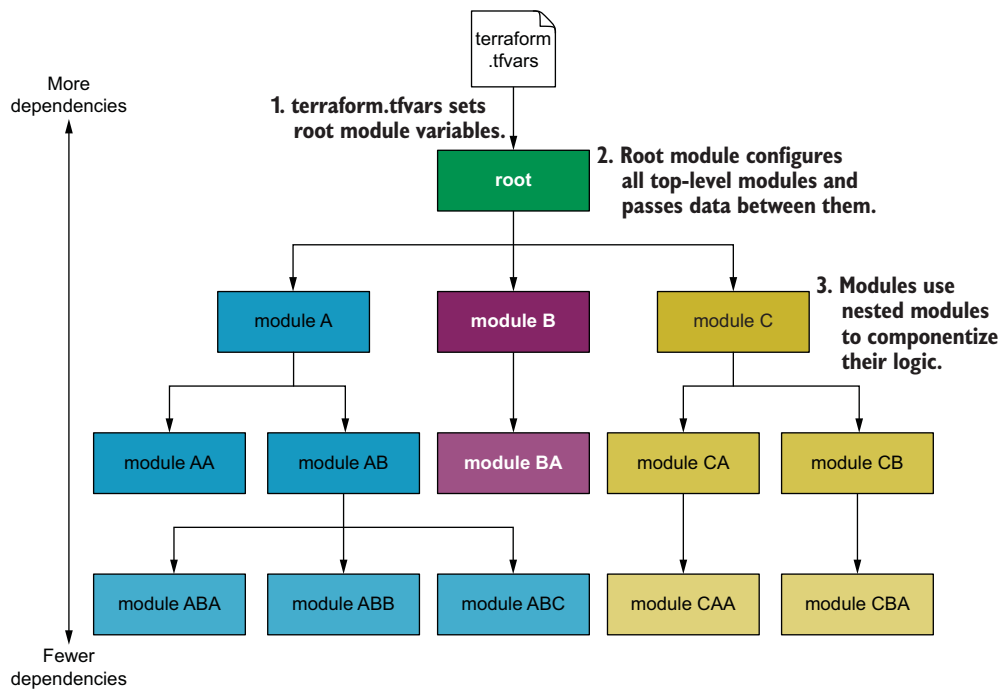 terraform
.tfvars
More
dependencies
1. terraform.tfvars sets
root module variables.
root
2. Root module configures
all top-level modules and
passes data between them.
module A
module B
module C
3. Modules use
nested modules
to componentize
their logic.
module AA
module AB
module BA
module CA
module CB
module ABA
module ABB
module ABC
module CAA
module CBA
Fewer
dependencies